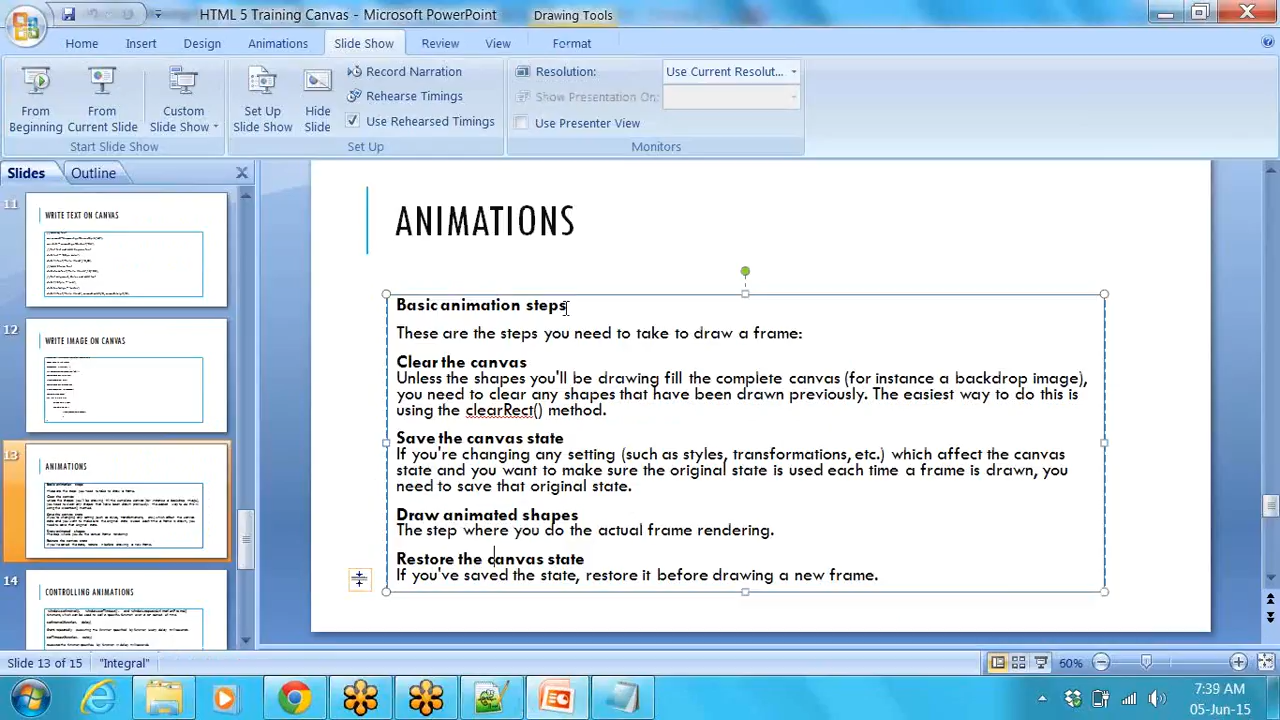 HTML 5 Training Canvas - Microsoft PowerPoint
Drawing Tools
Home
Insert
Design
Animations
Slide Show
Review
View
Format
From Beginning
From Current Slide
Custom Slide Show
Start Slide Show
Set Up Slide Show
Hide Slide
Record Narration
Rehearse Timings
Use Rehearsed Timings
Set Up
Resolution:
Use Current Resolut...
Show Presentation On:
Use Presenter View
Monitors
Slides
Outline
11
WRITE TEXT ON CANVAS
12
WRITE IMAGE ON CANVAS
13
ANIMATIONS
14
CONTROLLING ANIMATIONS
ANIMATIONS
Basic animation steps
These are the steps you need to take to draw a frame:
Clear the canvas
Unless the shapes you'll be drawing fill the complete canvas (for instance a backdrop image),
you need to clear any shapes that have been drawn previously. The easiest way to do this is
using the clearRect() method.
Save the canvas state
If you're changing any setting (such as styles, transformations, etc.) which affect the canvas
state and you want to make sure the original state is used each time a frame is drawn, you
need to save that original state.
Draw animated shapes
The step where you do the actual frame rendering.
Restore the canvas state
If you've saved the state, restore it before drawing a new frame.
Slide 13 of 15
"Integral"
60%
7:39 AM
05-Jun-15